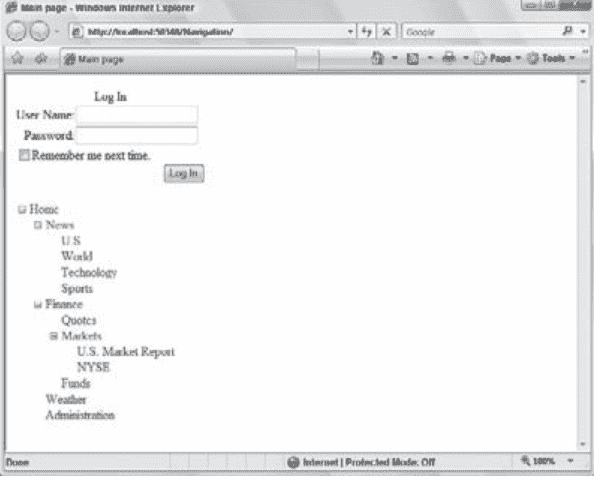 Main page - Windows Internet Explorer
http://localhost:50548/Navigation/
Google
Main page
Page
Tools
Log In
User Name:
Password:
Remember me next time.
Log In
Home
News
U.S
World
Technology
Sports
Finance
Quotes
Markets
U.S. Market Report
NYSE
Funds
Weather
Administration
Done
Internet | Protected Mode: Off
100%